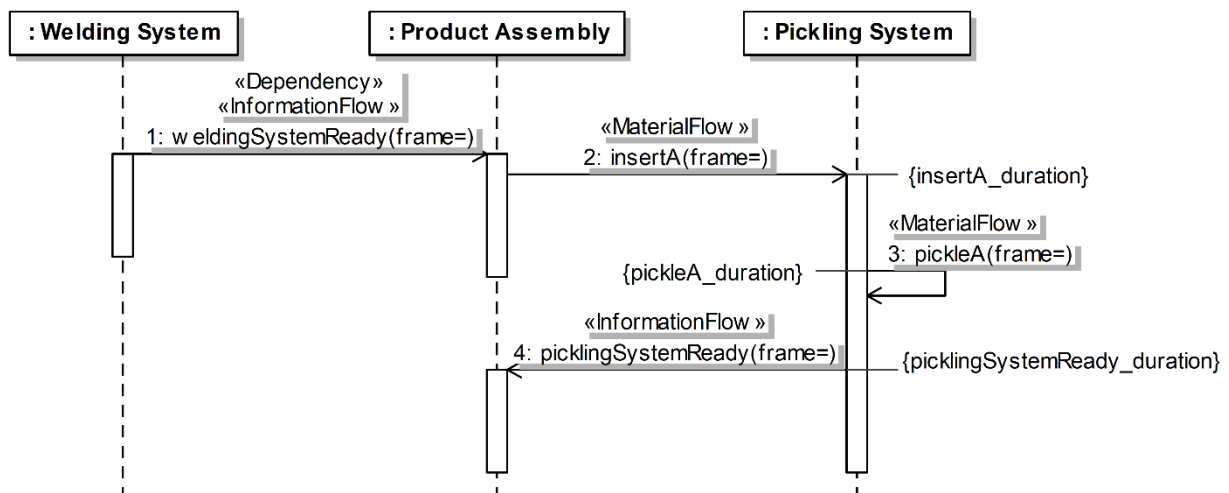 : Welding System
: Product Assembly
: Pickling System
«Dependency»
«InformationFlow »
1: weldingSystemReady(frame=)
«MaterialFlow »
2: insertA(frame=)
{insertA_duration}
«MaterialFlow »
3: pickleA(frame=)
{pickleA_duration}
«InformationFlow »
4: picklingSystemReady(frame=)
{picklingSystemReady_duration}